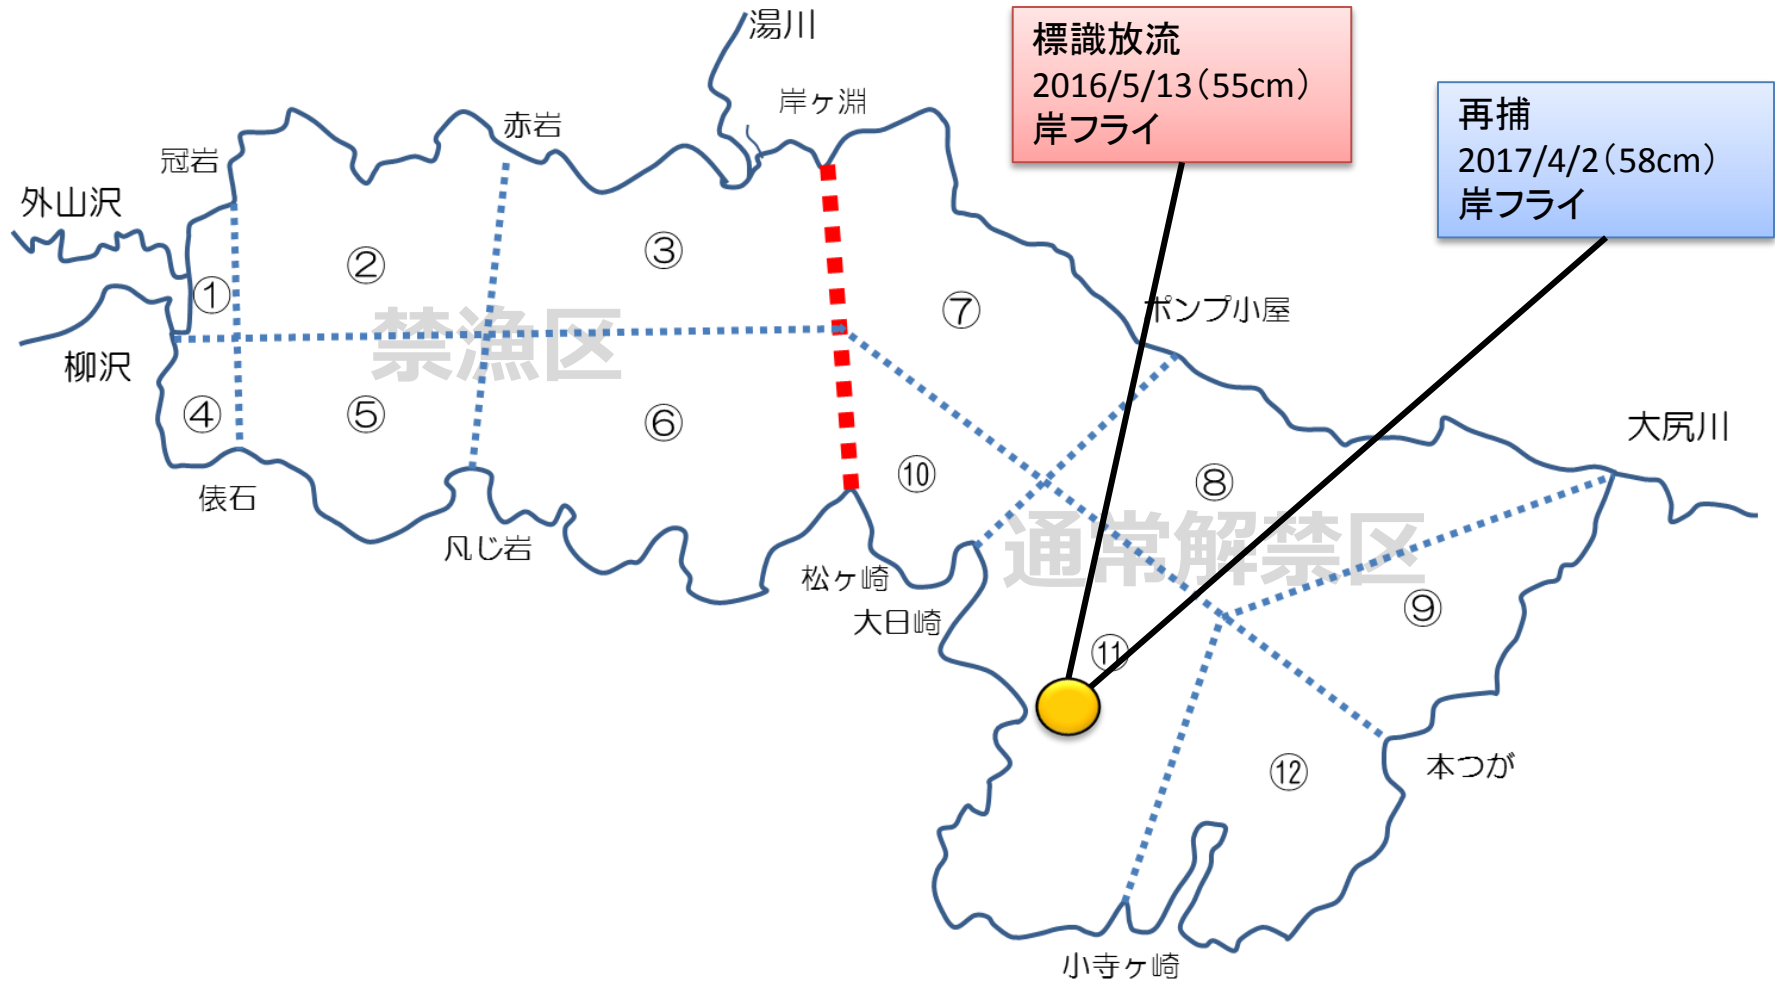 湯川
標識放流
2016/5/13(55cm)
岸フライ
再捕
2017/4/2(58cm)
岸フライ
岸ヶ淵
赤岩
冠岩
外山沢
柳沢
①
②
③
禁漁区
④
⑤
⑥
俵石
凡じ岩
松ヶ崎
大日崎
⑦
ポンプ小屋
大尻川
⑩
⑧
通常解禁区
⑨
⑪
⑫
本つが
小寺ヶ崎